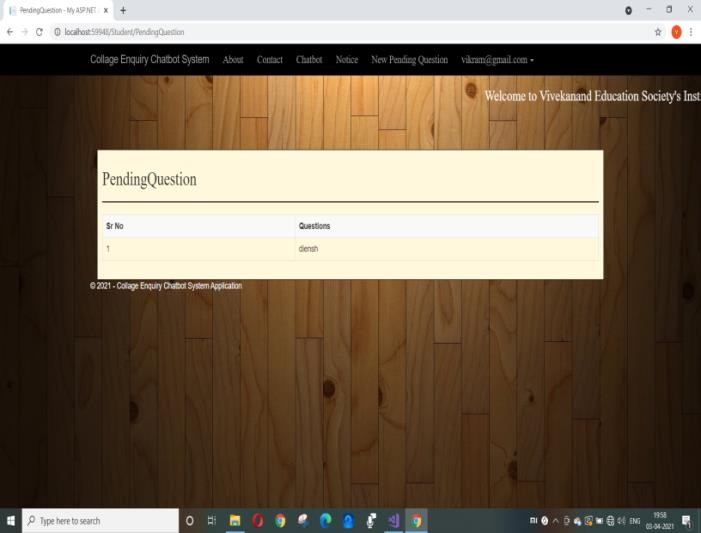 PendingQuestion - My ASP.NET
localhost:59948/Student/PendingQuestion
Collage Enquiry Chatbot System About Contact Chatbot Notice New Pending Question vikram@gmail.com
Welcome to Vivekanand Education Society's Inst
PendingQuestion
Sr No Questions
1 diensh
© 2021 - Collage Enquiry Chatbot System Application
Type here to search
ENG
19:58
03-04-2021